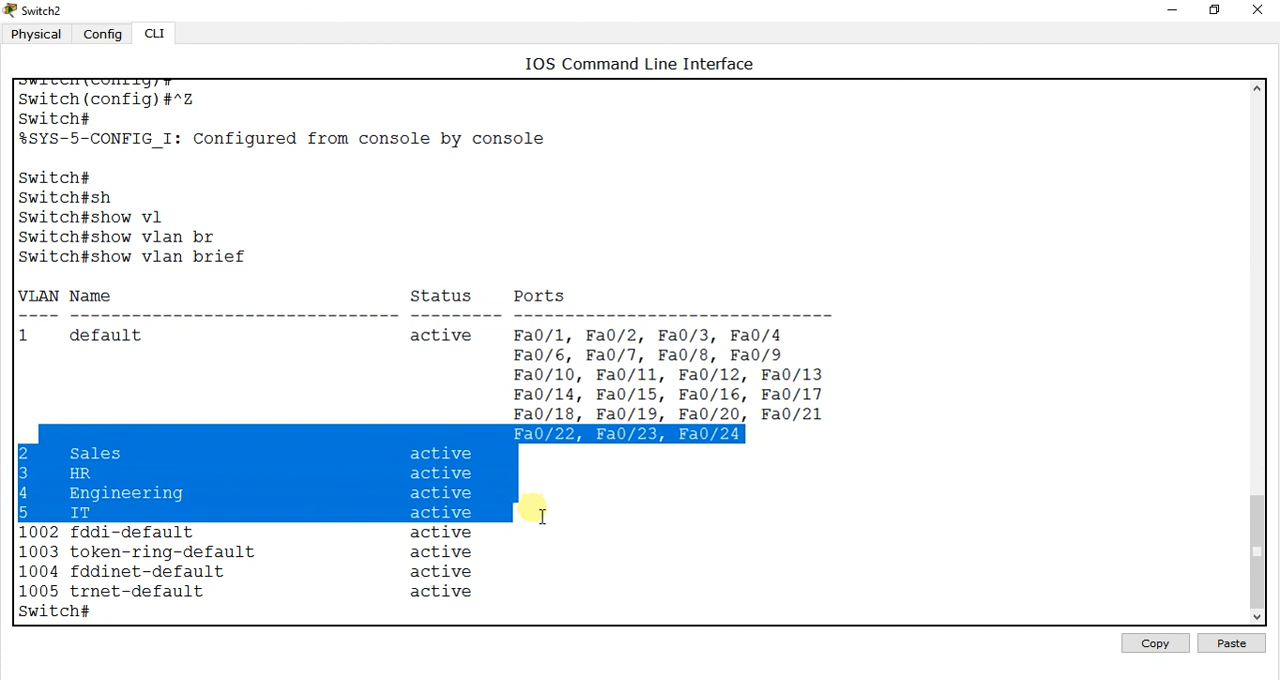 Switch2
Physical Config CLI
IOS Command Line Interface
Switch(config)#
Switch(config)#^Z
Switch#
%SYS-5-CONFIG_I: Configured from console by console
Switch#
Switch#sh
Switch#show vl
Switch#show vlan br
Switch#show vlan brief
VLAN Name Status Ports
---- -------------------------------- --------- -------------------------------
1 default active Fa0/1, Fa0/2, Fa0/3, Fa0/4
Fa0/6, Fa0/7, Fa0/8, Fa0/9
Fa0/10, Fa0/11, Fa0/12, Fa0/13
Fa0/14, Fa0/15, Fa0/16, Fa0/17
Fa0/18, Fa0/19, Fa0/20, Fa0/21
Fa0/22, Fa0/23, Fa0/24
2 Sales active
3 HR active
4 Engineering active
5 IT active
1002 fddi-default active
1003 token-ring-default active
1004 fddinet-default active
1005 trnet-default active
Switch#
Copy Paste